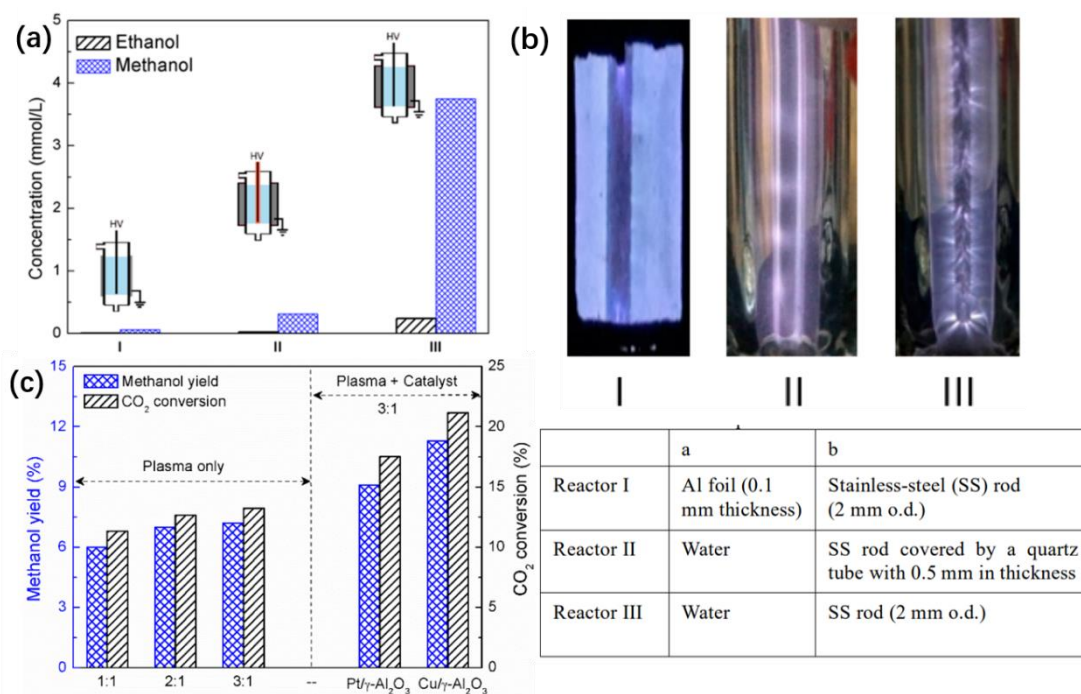 (a)
Ethanol
Methanol
Concentration (mmol/L)
5
4
3
2
1
0
HV
HV
HV
I
II
III
(b)
I
II
III
(c)
Methanol yield
CO₂ conversion
Plasma only
Plasma + Catalyst
3:1
Methanol yield (%)
15
12
9
6
3
0
CO₂ conversion (%)
25
20
15
10
5
0
1:1
2:1
3:1
--
Pt/γ-Al₂O₃
Cu/γ-Al₂O₃
a
b
Reactor I
Al foil (0.1
mm thickness)
Stainless-steel (SS) rod
(2 mm o.d.)
Reactor II
Water
SS rod covered by a quartz
tube with 0.5 mm in thickness
Reactor III
Water
SS rod (2 mm o.d.)